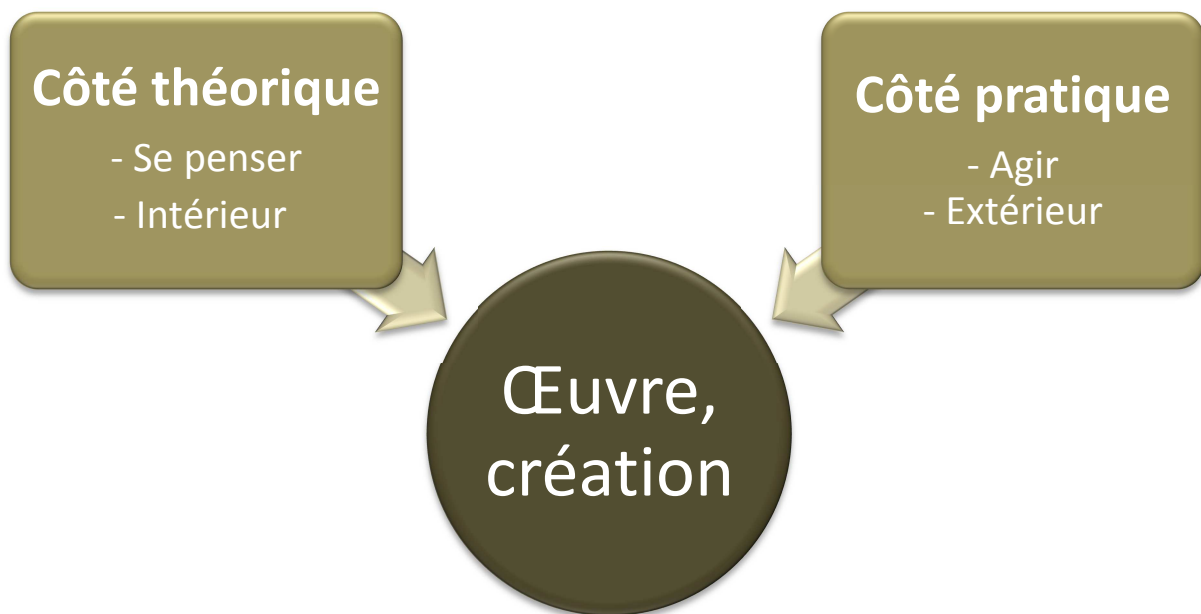 Côté théorique
- Se penser
- Intérieur
Côté pratique
- Agir
- Extérieur
Œuvre,
création